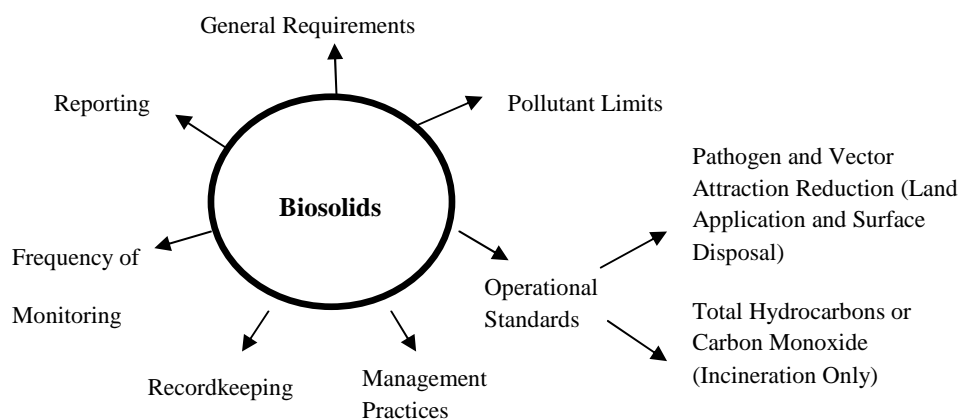 General Requirements
Reporting
Pollutant Limits
Pathogen and Vector
Attraction Reduction (Land
Application and Surface
Disposal)
Biosolids
Frequency of
Monitoring
Operational
Standards
Total Hydrocarbons or
Carbon Monoxide
(Incineration Only)
Recordkeeping
Management
Practices